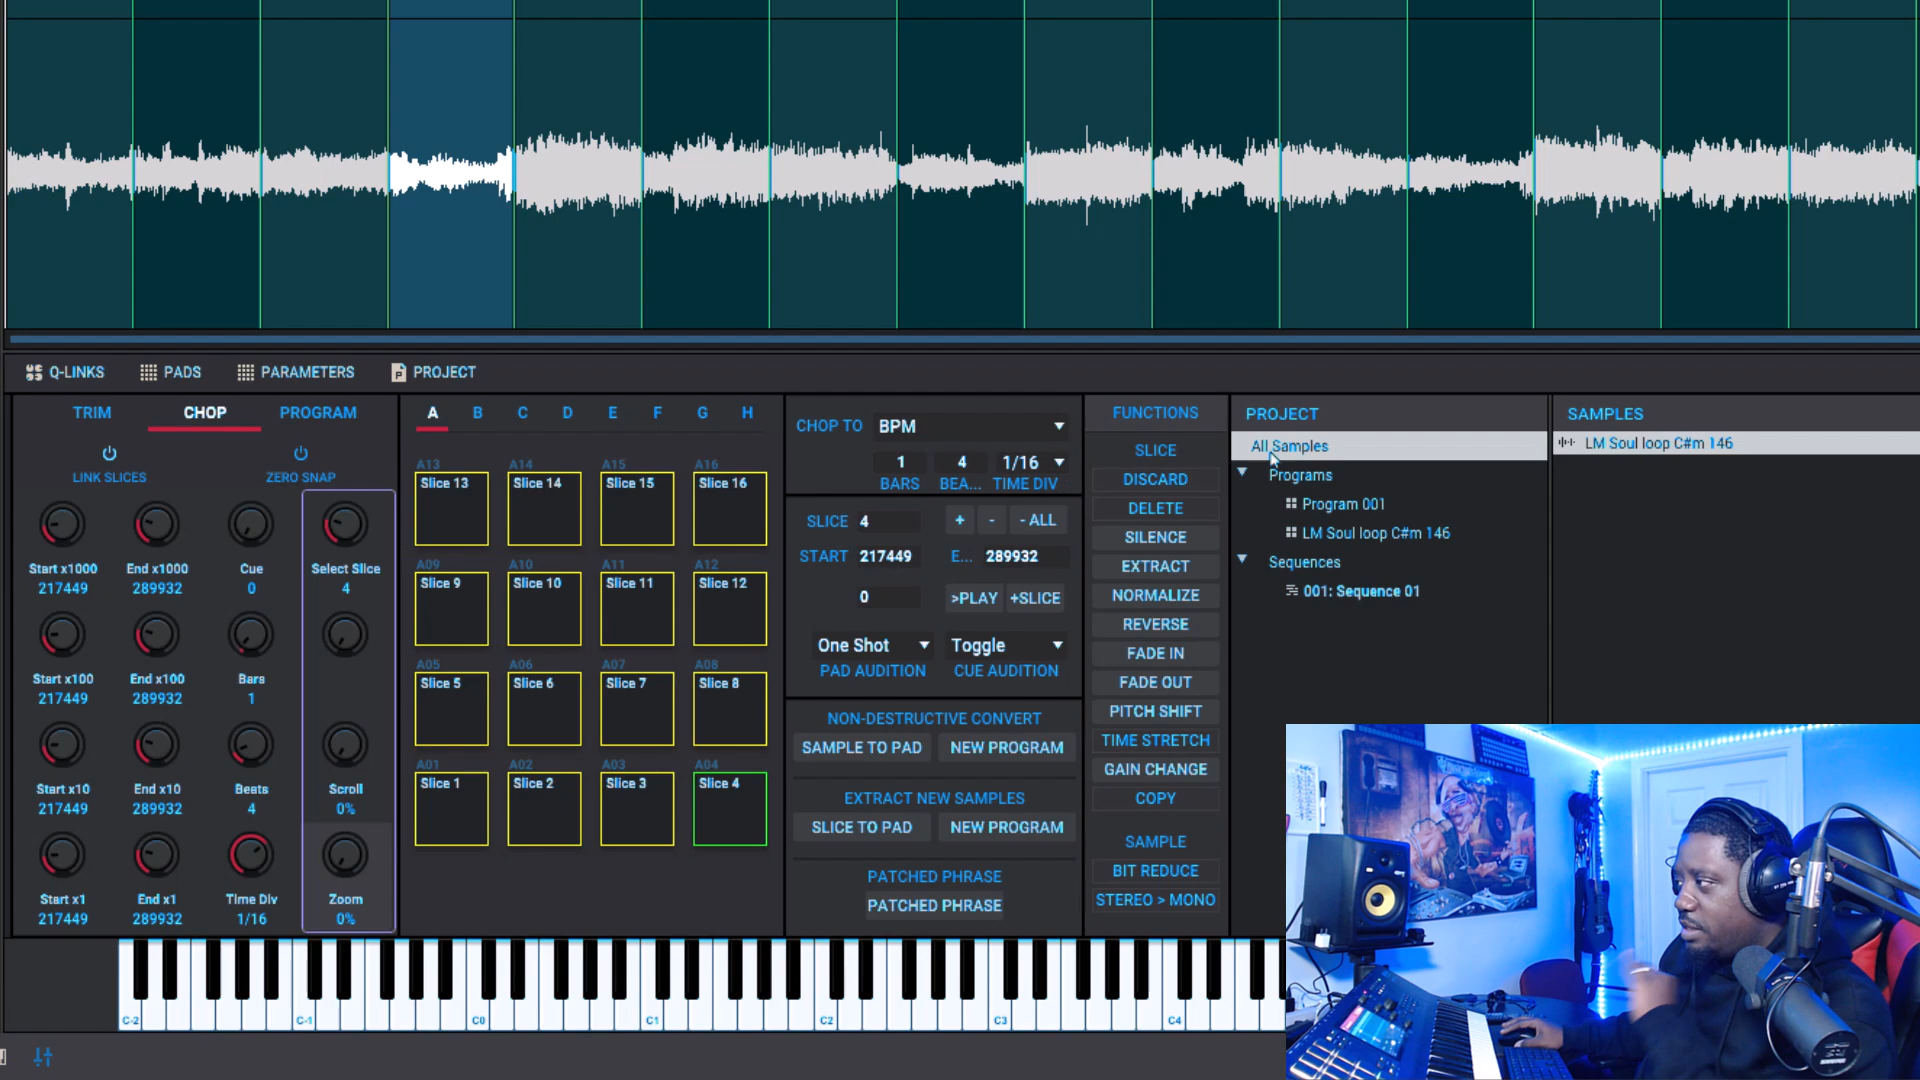 Q-LINKS
PADS
PARAMETERS
PROJECT
TRIM
CHOP
PROGRAM
LINK SLICES
ZERO SNAP
Start x1000
217449
End x1000
289932
Cue
0
Select Slice
4
Start x100
217449
End x100
289932
Bars
1
Start x10
217449
End x10
289932
Beats
4
Scroll
0%
Start x1
217449
End x1
289932
Time Div
1/16
Zoom
0%
A B C D E F G H
A13 A14 A15 A16
Slice 13 Slice 14 Slice 15 Slice 16
A09 A10 A11 A12
Slice 9 Slice 10 Slice 11 Slice 12
A05 A06 A07 A08
Slice 5 Slice 6 Slice 7 Slice 8
A01 A02 A03 A04
Slice 1 Slice 2 Slice 3 Slice 4
CHOP TO BPM
1 4 1/16
BARS BEA... TIME DIV
SLICE 4 + - - ALL
START 217449 E... 289932
0 >PLAY +SLICE
One Shot Toggle
PAD AUDITION CUE AUDITION
NON-DESTRUCTIVE CONVERT
SAMPLE TO PAD NEW PROGRAM
EXTRACT NEW SAMPLES
SLICE TO PAD NEW PROGRAM
PATCHED PHRASE
PATCHED PHRASE
FUNCTIONS
SLICE
DISCARD
DELETE
SILENCE
EXTRACT
NORMALIZE
REVERSE
FADE IN
FADE OUT
PITCH SHIFT
TIME STRETCH
GAIN CHANGE
COPY
SAMPLE
BIT REDUCE
STEREO > MONO
PROJECT
All Samples
Programs
Program 001
LM Soul loop C#m 146
Sequences
001: Sequence 01
SAMPLES
LM Soul loop C#m 146
C-2 C-1 C0 C1 C2 C3 C4